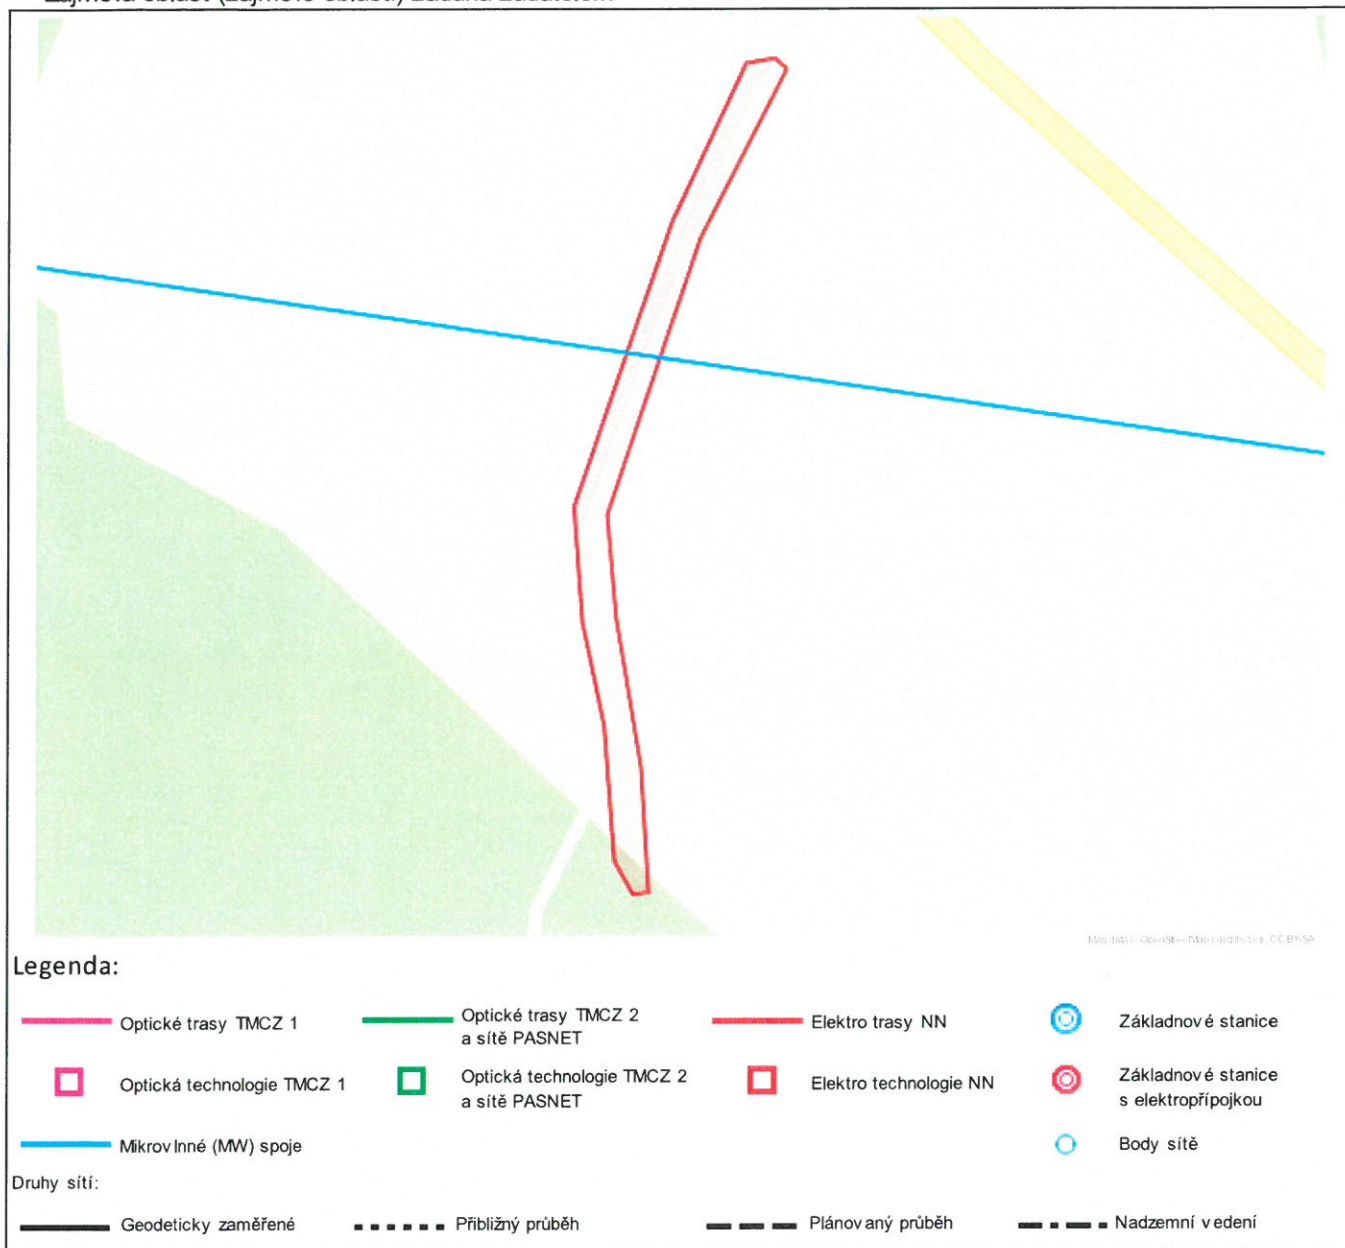 Legenda:
Optické trasy TMCZ 1
Optické trasy TMCZ 2
a sítě PASNET
Elektro trasy NN
Základnové stanice
Optická technologie TMCZ 1
Optická technologie TMCZ 2
a sítě PASNET
Elektro technologie NN
Základnové stanice
s elektropřípojkou
Mikrovlnné (MW) spoje
Body sítě
Druhy sítí:
Geodeticky zaměřené
Přibližný průběh
Plánovaný průběh
Nadzemní vedení